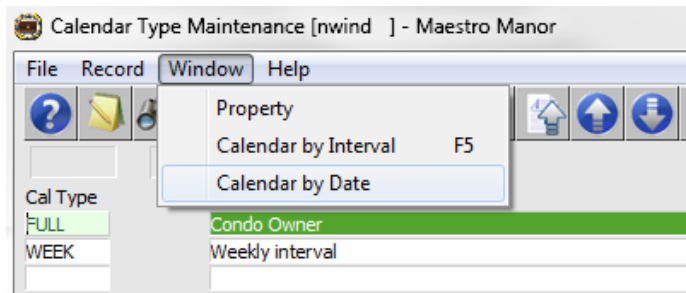 Calendar Type Maintenance [nwind   ] - Maestro Manor
File Record Window Help
Property
Calendar by Interval F5
Calendar by Date
Cal Type
FULL Condo Owner
WEEK Weekly interval